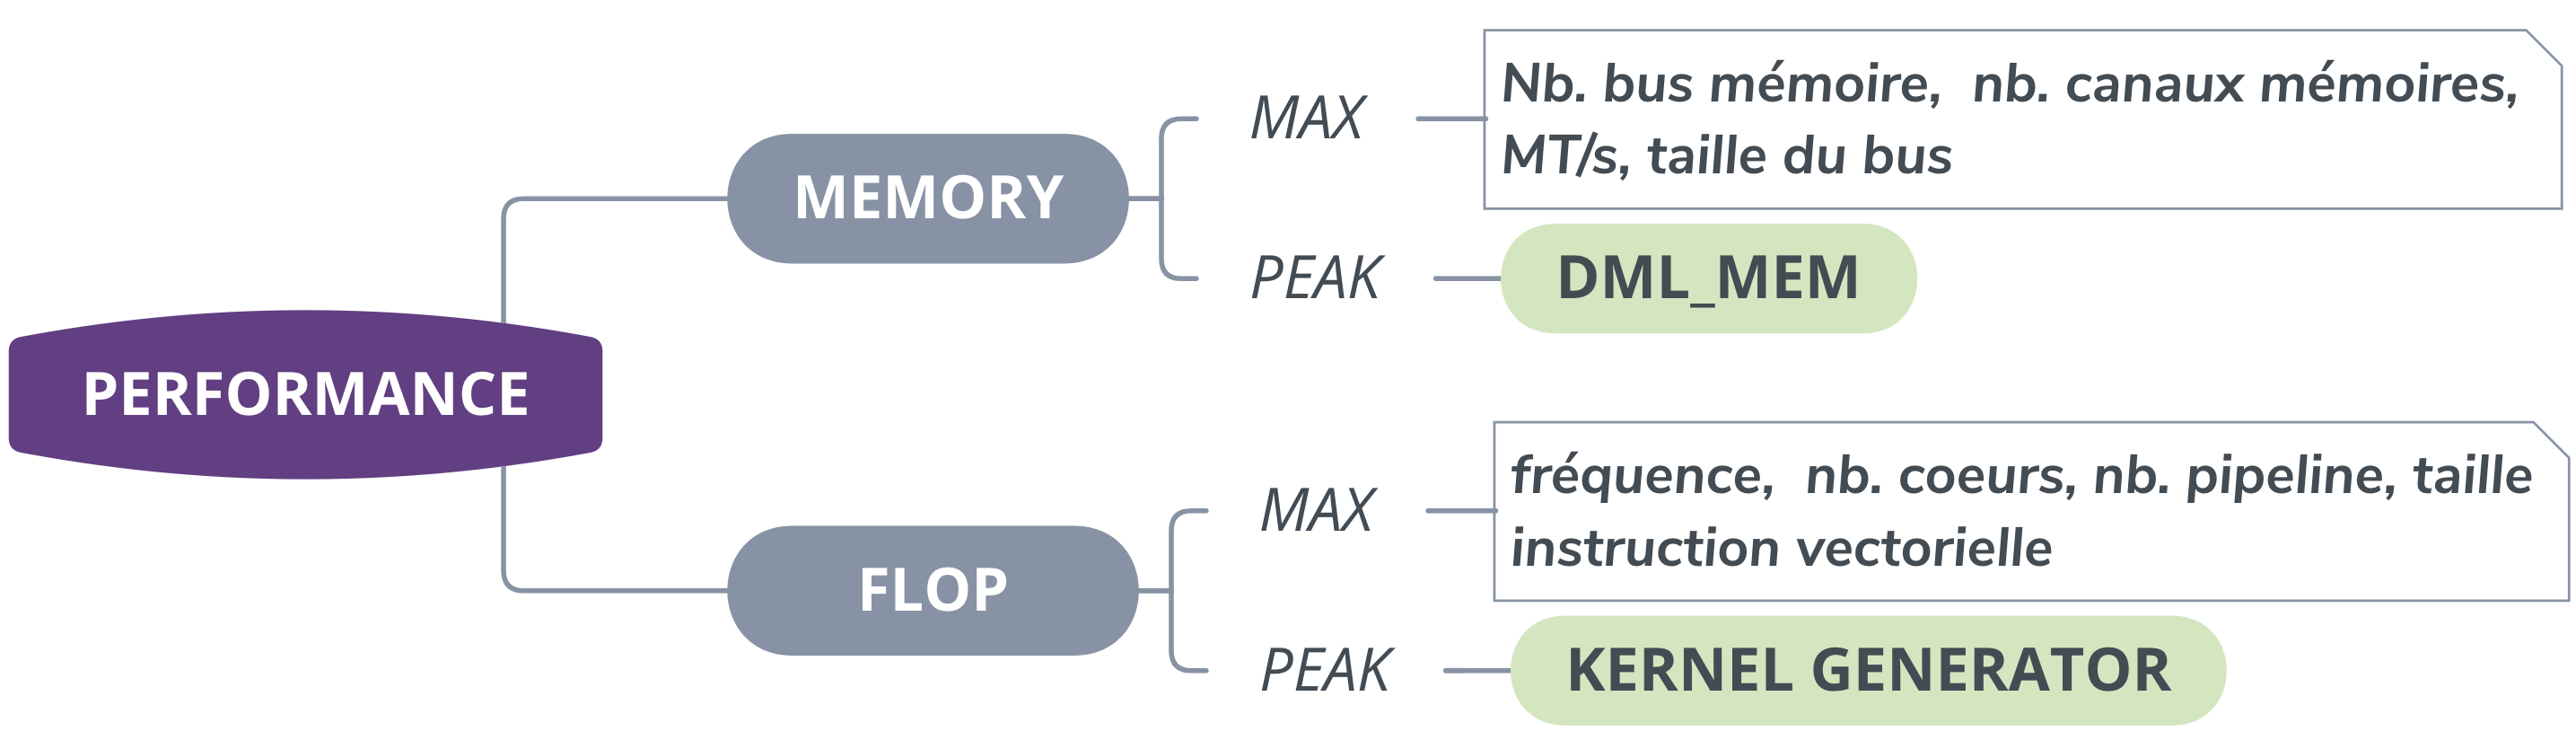 PERFORMANCE
MEMORY
MAX
Nb. bus mémoire, nb. canaux mémoires,
MT/s, taille du bus
PEAK
DML_MEM
FLOP
MAX
fréquence, nb. coeurs, nb. pipeline, taille
instruction vectorielle
PEAK
KERNEL GENERATOR